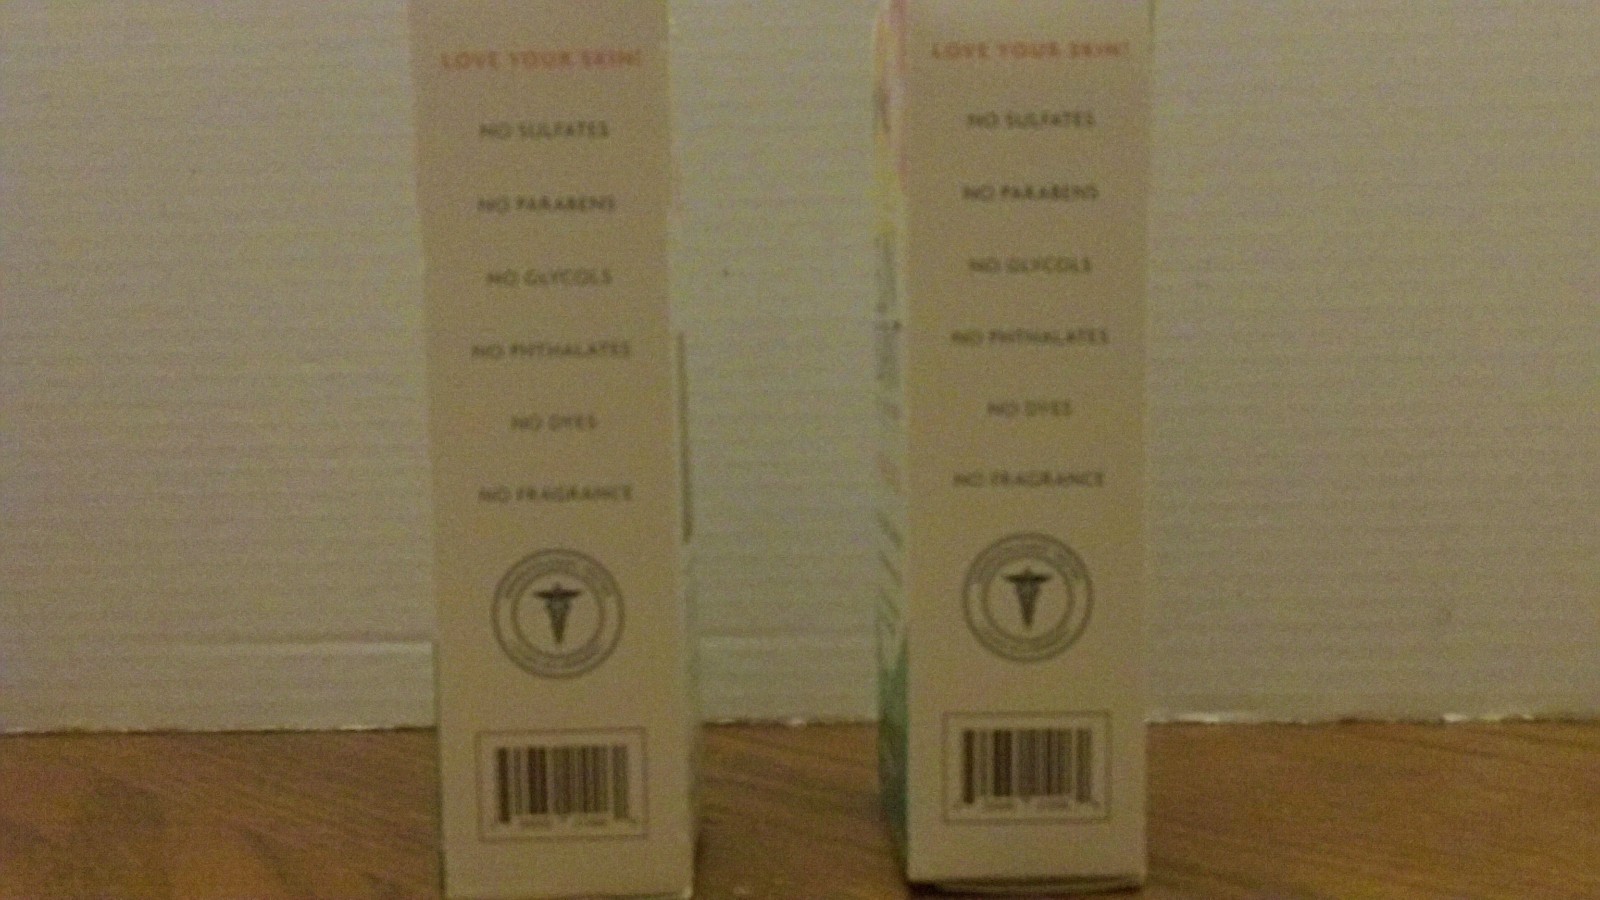 LOVE YOUR SKIN!
NO SULFATES
NO PARABENS
NO GLYCOLS
NO PHTHALATES
NO DYES
NO FRAGRANCE
LOVE YOUR SKIN!
NO SULFATES
NO PARABENS
NO GLYCOLS
NO PHTHALATES
NO DYES
NO FRAGRANCE